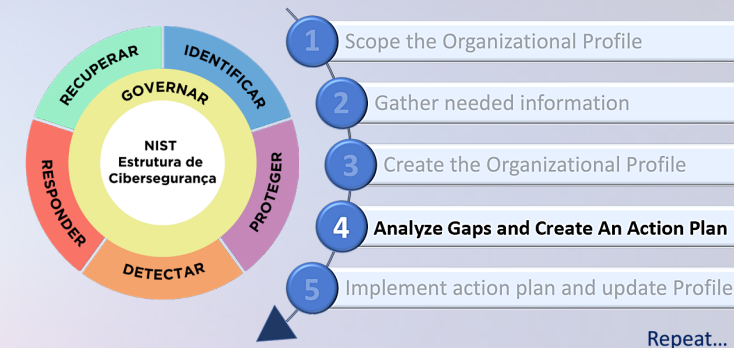 RECUPERAR
IDENTIFICAR
GOVERNAR
NIST
Estrutura de
Cibersegurança
RESPONDER
PROTEGER
DETECTAR
1 Scope the Organizational Profile
2 Gather needed information
3 Create the Organizational Profile
4 Analyze Gaps and Create An Action Plan
5 Implement action plan and update Profile
Repeat...